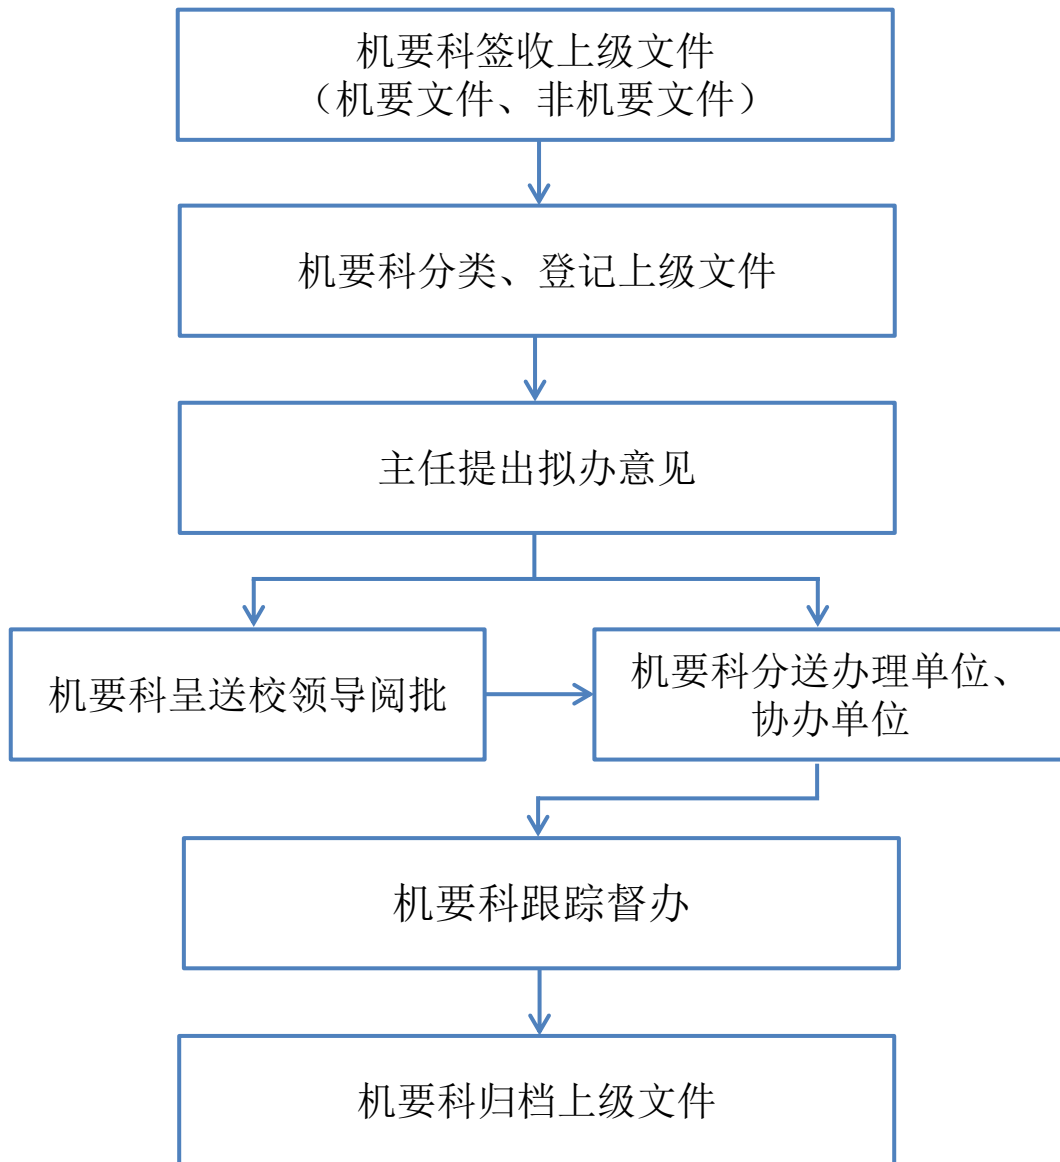 机要科签收上级文件
（机要文件、非机要文件）
机要科分类、登记上级文件
主任提出拟办意见
机要科呈送校领导阅批
机要科分送办理单位、
协办单位
机要科跟踪督办
机要科归档上级文件